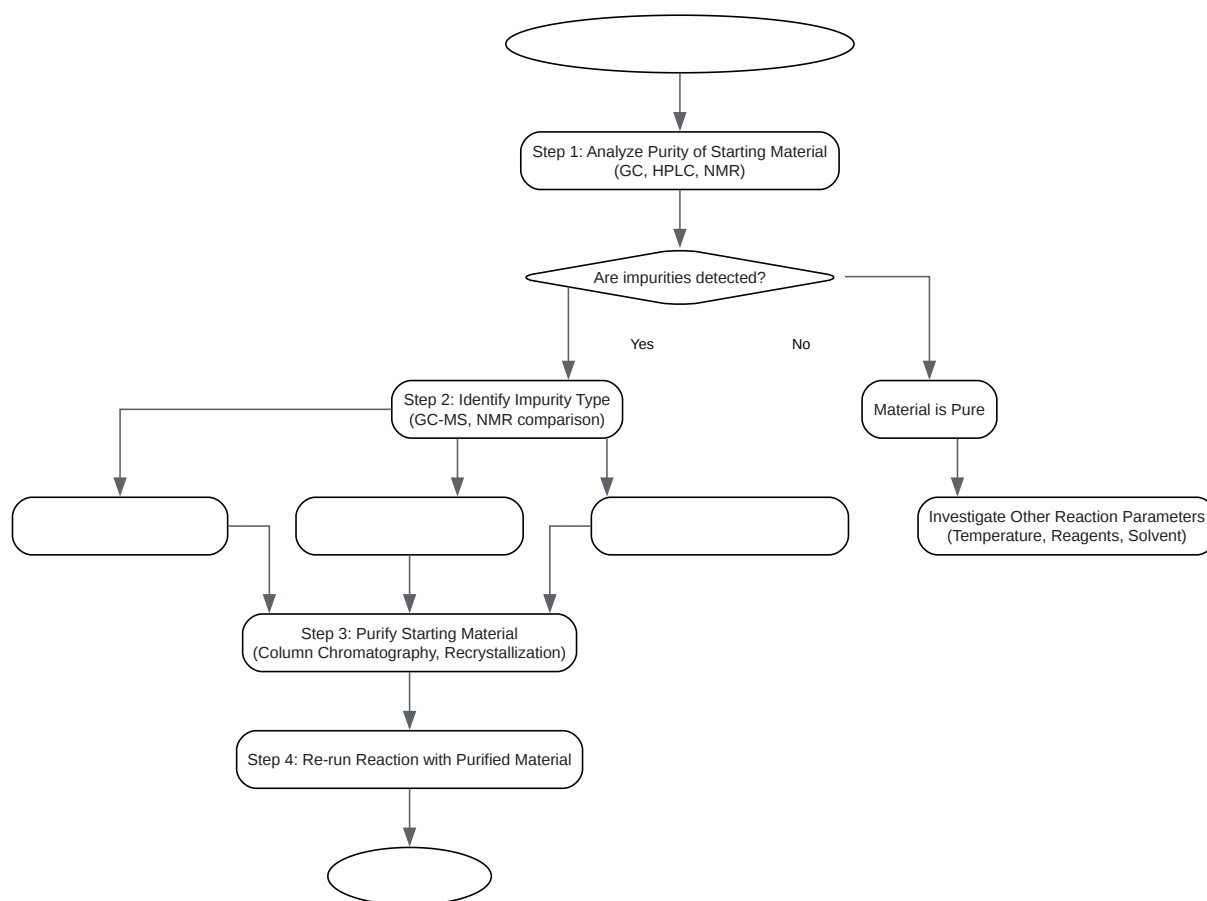 Step 1: Analyze Purity of Starting Material
(GC, HPLC, NMR)
Are impurities detected?
Yes
No
Step 2: Identify Impurity Type
(GC-MS, NMR comparison)
Material is Pure
Investigate Other Reaction Parameters
(Temperature, Reagents, Solvent)
Step 3: Purify Starting Material
(Column Chromatography, Recrystallization)
Step 4: Re-run Reaction with Purified Material